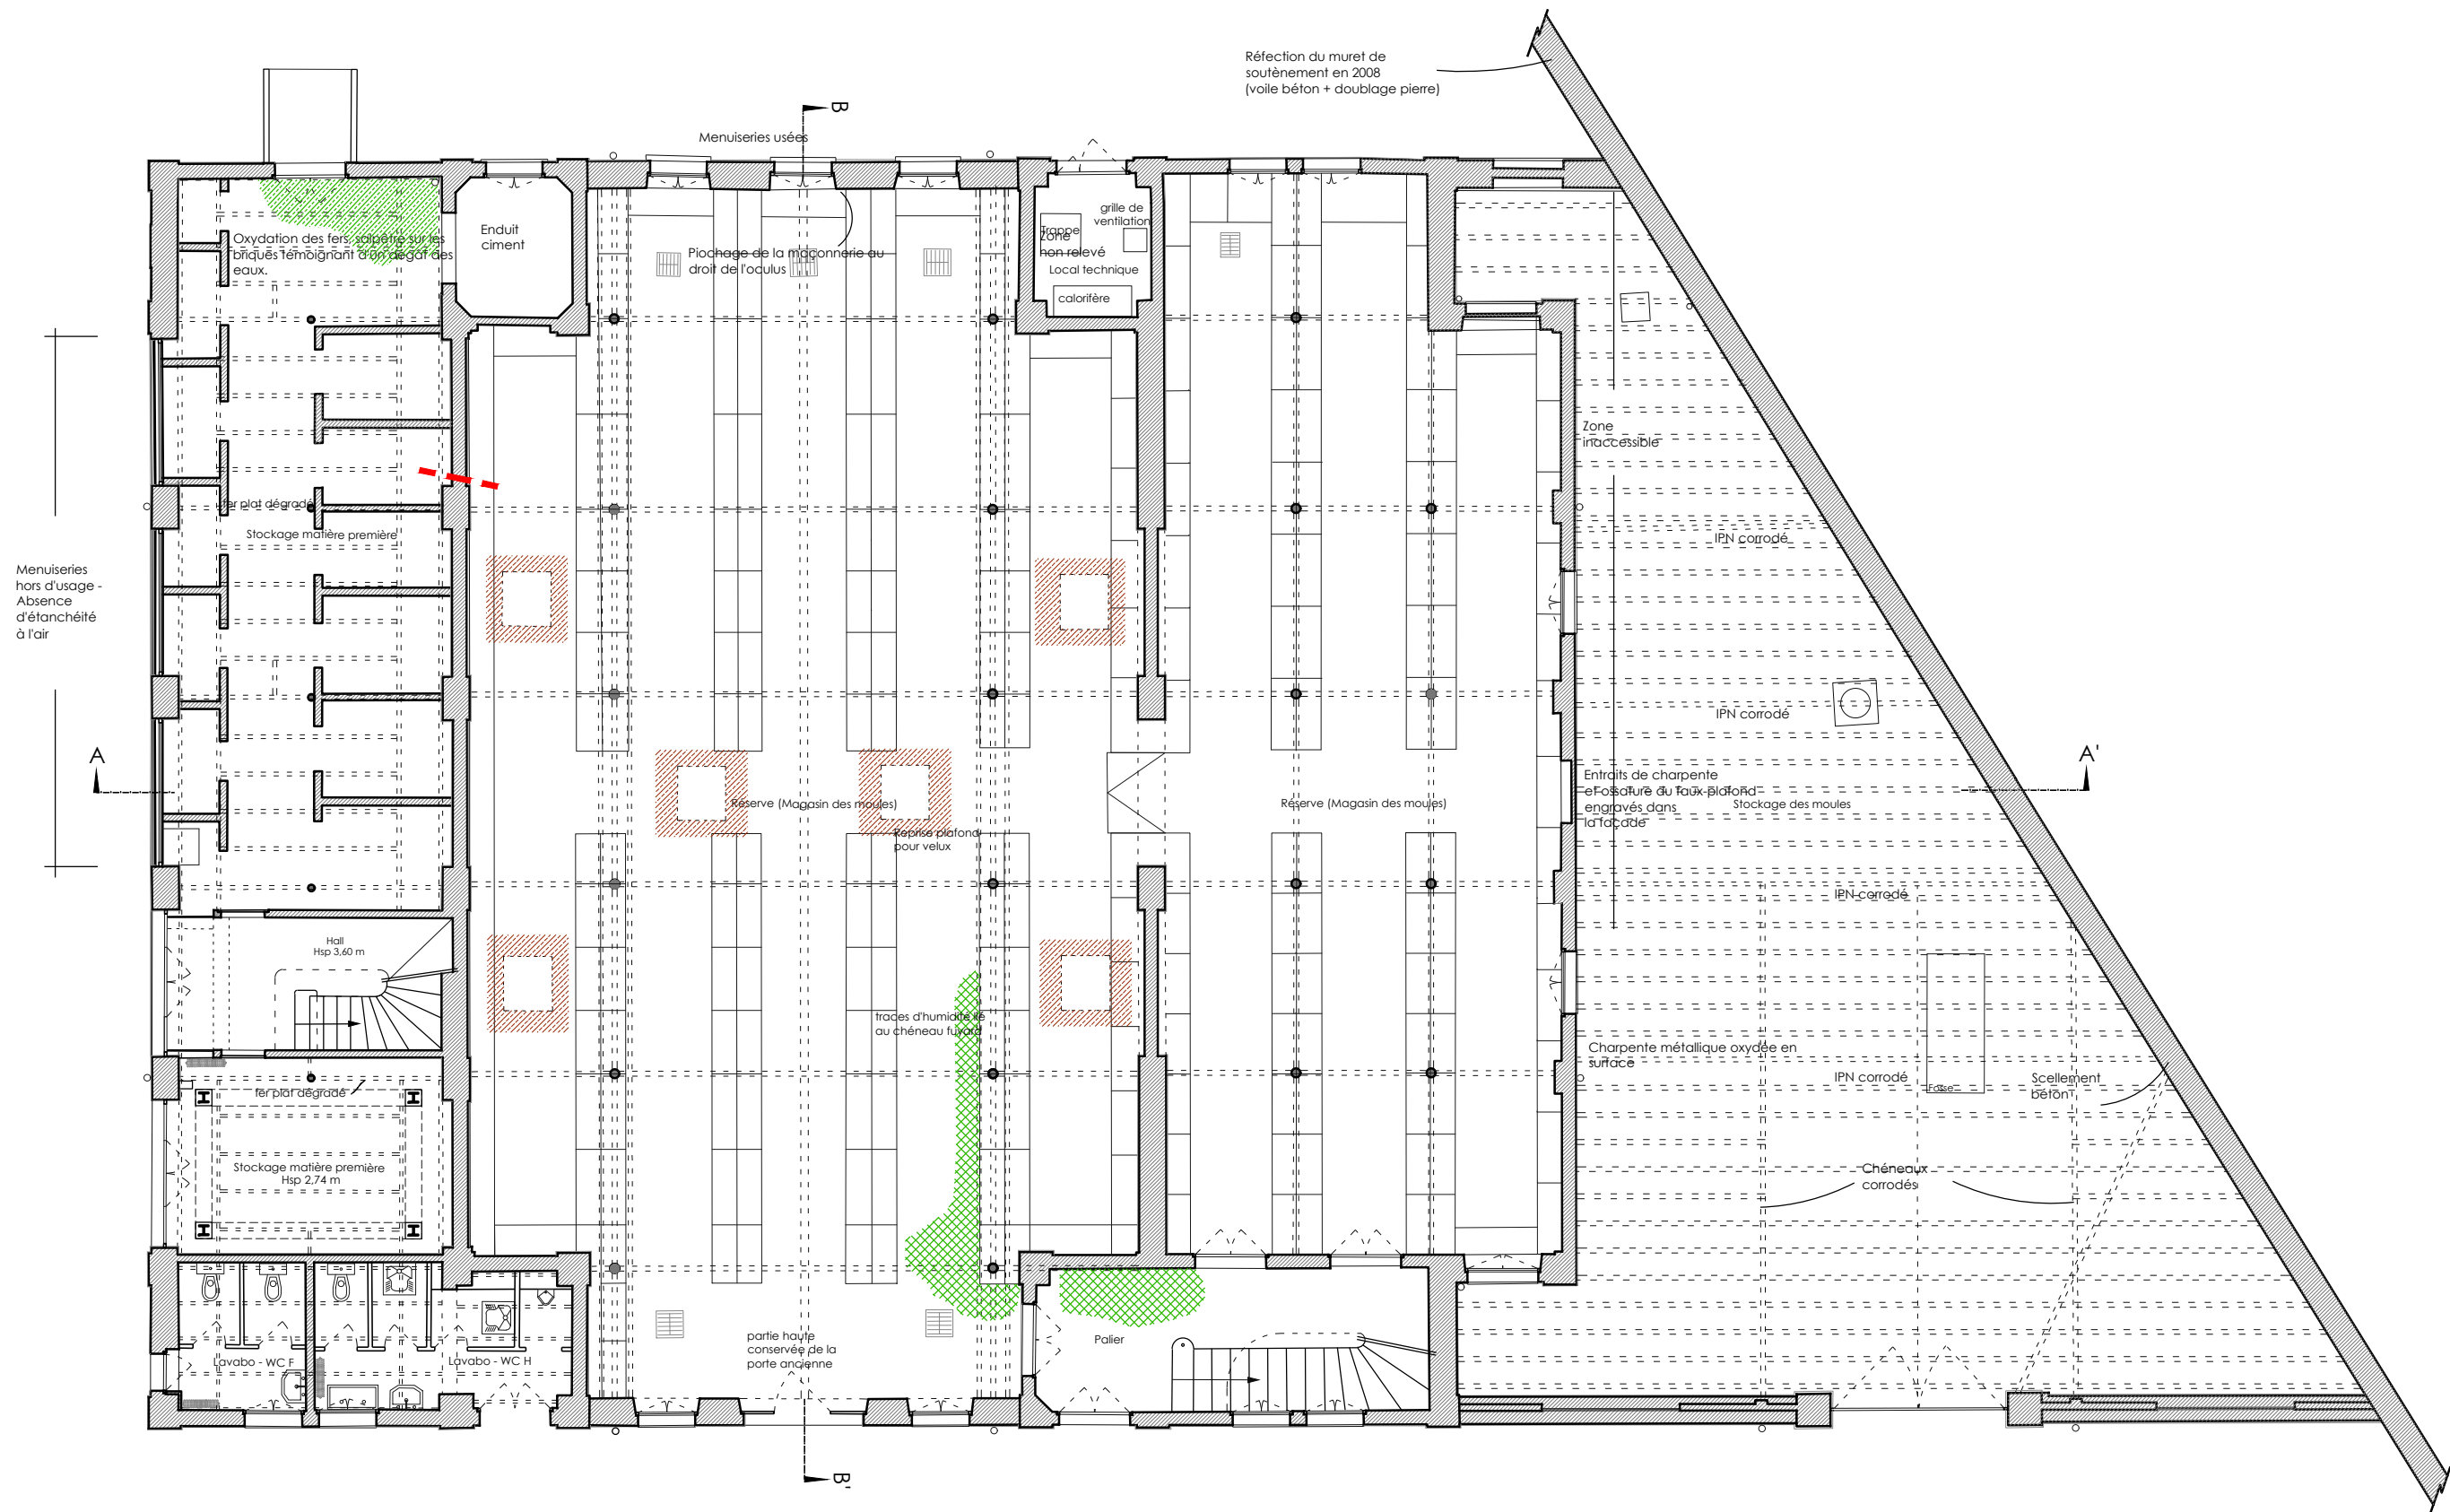 Réfection du muret de
soutènement en 2008
(voile béton + doublage pierre)
B
Menuiseries usées
Enduit
ciment
Oxydation des fers, salpêtre sur les
briques témoignant d'un dégât des
eaux.
Piochage de la maçonnerie au
droit de l'oculus
grille de
ventilation
Trappe
Zone
non relevé
Local technique
calorifère
Zone
inaccessible
fer plat dégradé
Stockage matière première
IPN corrodé
Menuiseries
hors d'usage -
Absence
d'étanchéité
à l'air
IPN corrodé
A
A'
Réserve (Magasin des moules)
Reprise plafond
pour velux
Réserve (Magasin des moules)
Entraits de charpente
et ossature du faux-plafond
engravés dans
la façade
Stockage des moules
IPN corrodé
Hall
Hsp 3,60 m
traces d'humidité lié
au chéneau fuyard
Charpente métallique oxydée en
surface
IPN corrodé
Fosse
Scellement
béton
fer plat dégradé
Stockage matière première
Hsp 2,74 m
Chéneaux
corrodés
partie haute
conservée de la
porte ancienne
Palier
Lavabo - WC F
Lavabo - WC H
B'